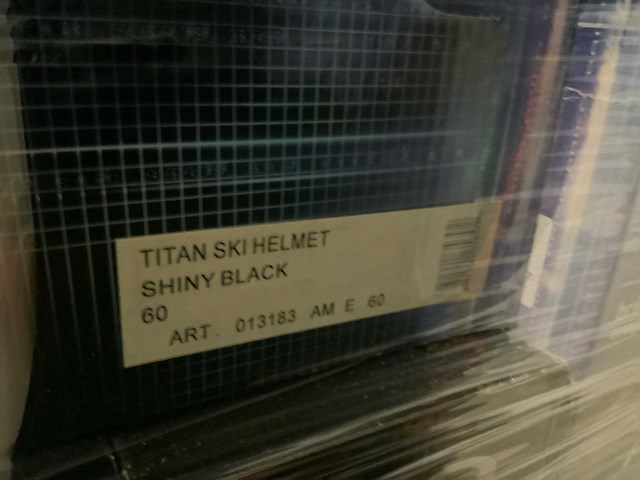 TITAN SKI HELMET
SHINY BLACK
60
ART. 013183 AM E 60